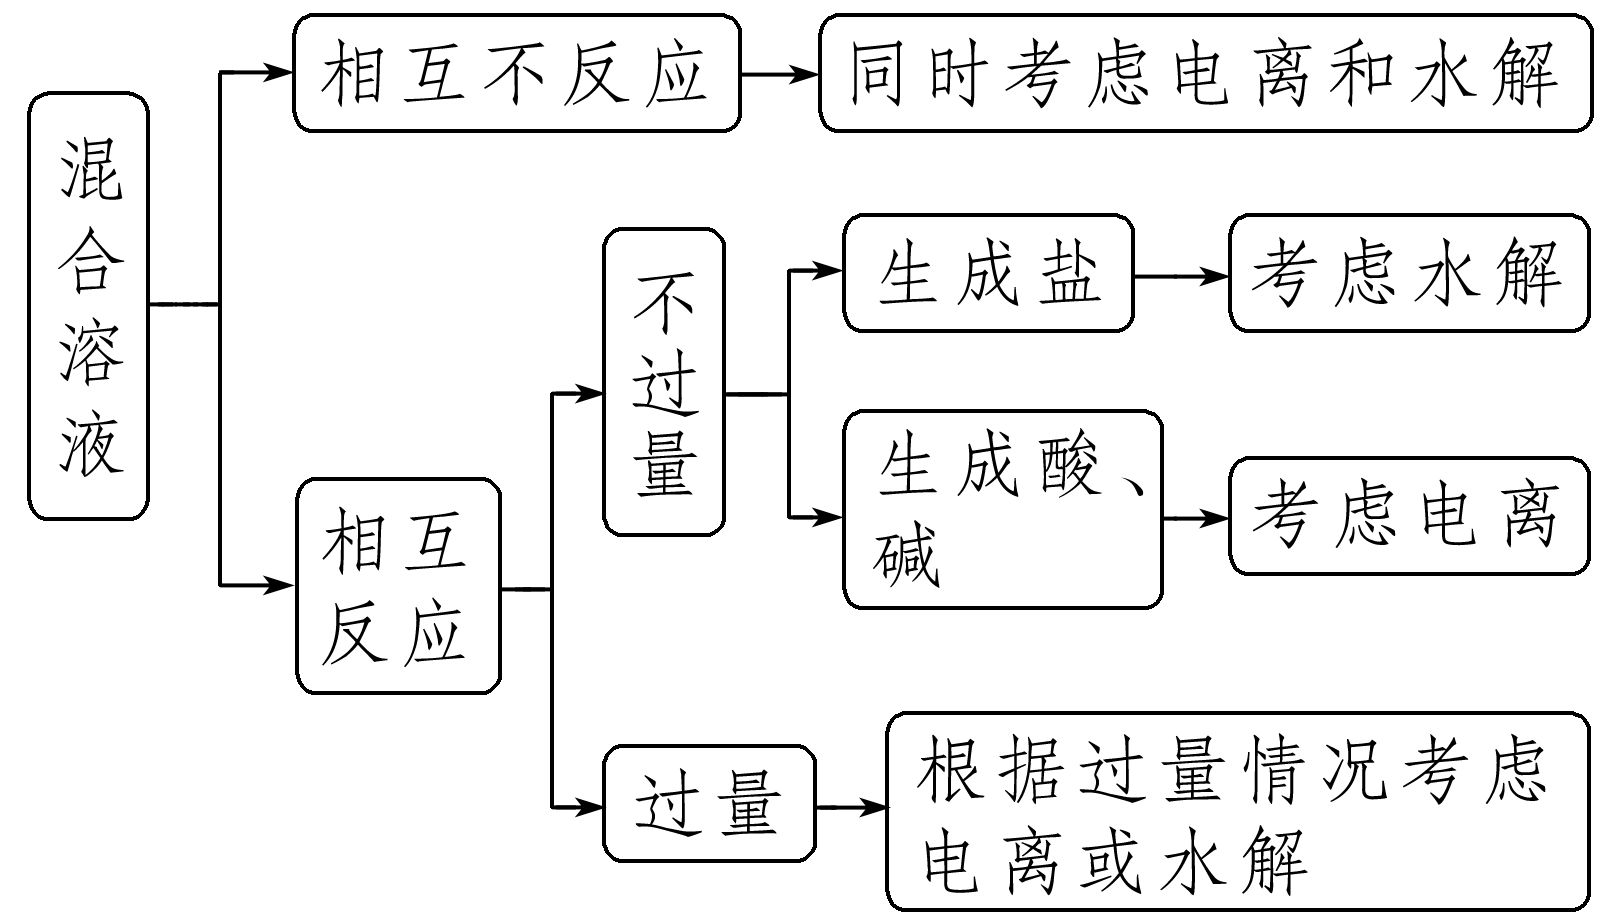 混合溶液
相互不反应
同时考虑电离和水解
相互
反应
不过量
生成盐
考虑水解
生成酸、
碱
考虑电离
过量
根据过量情况考虑
电离或水解